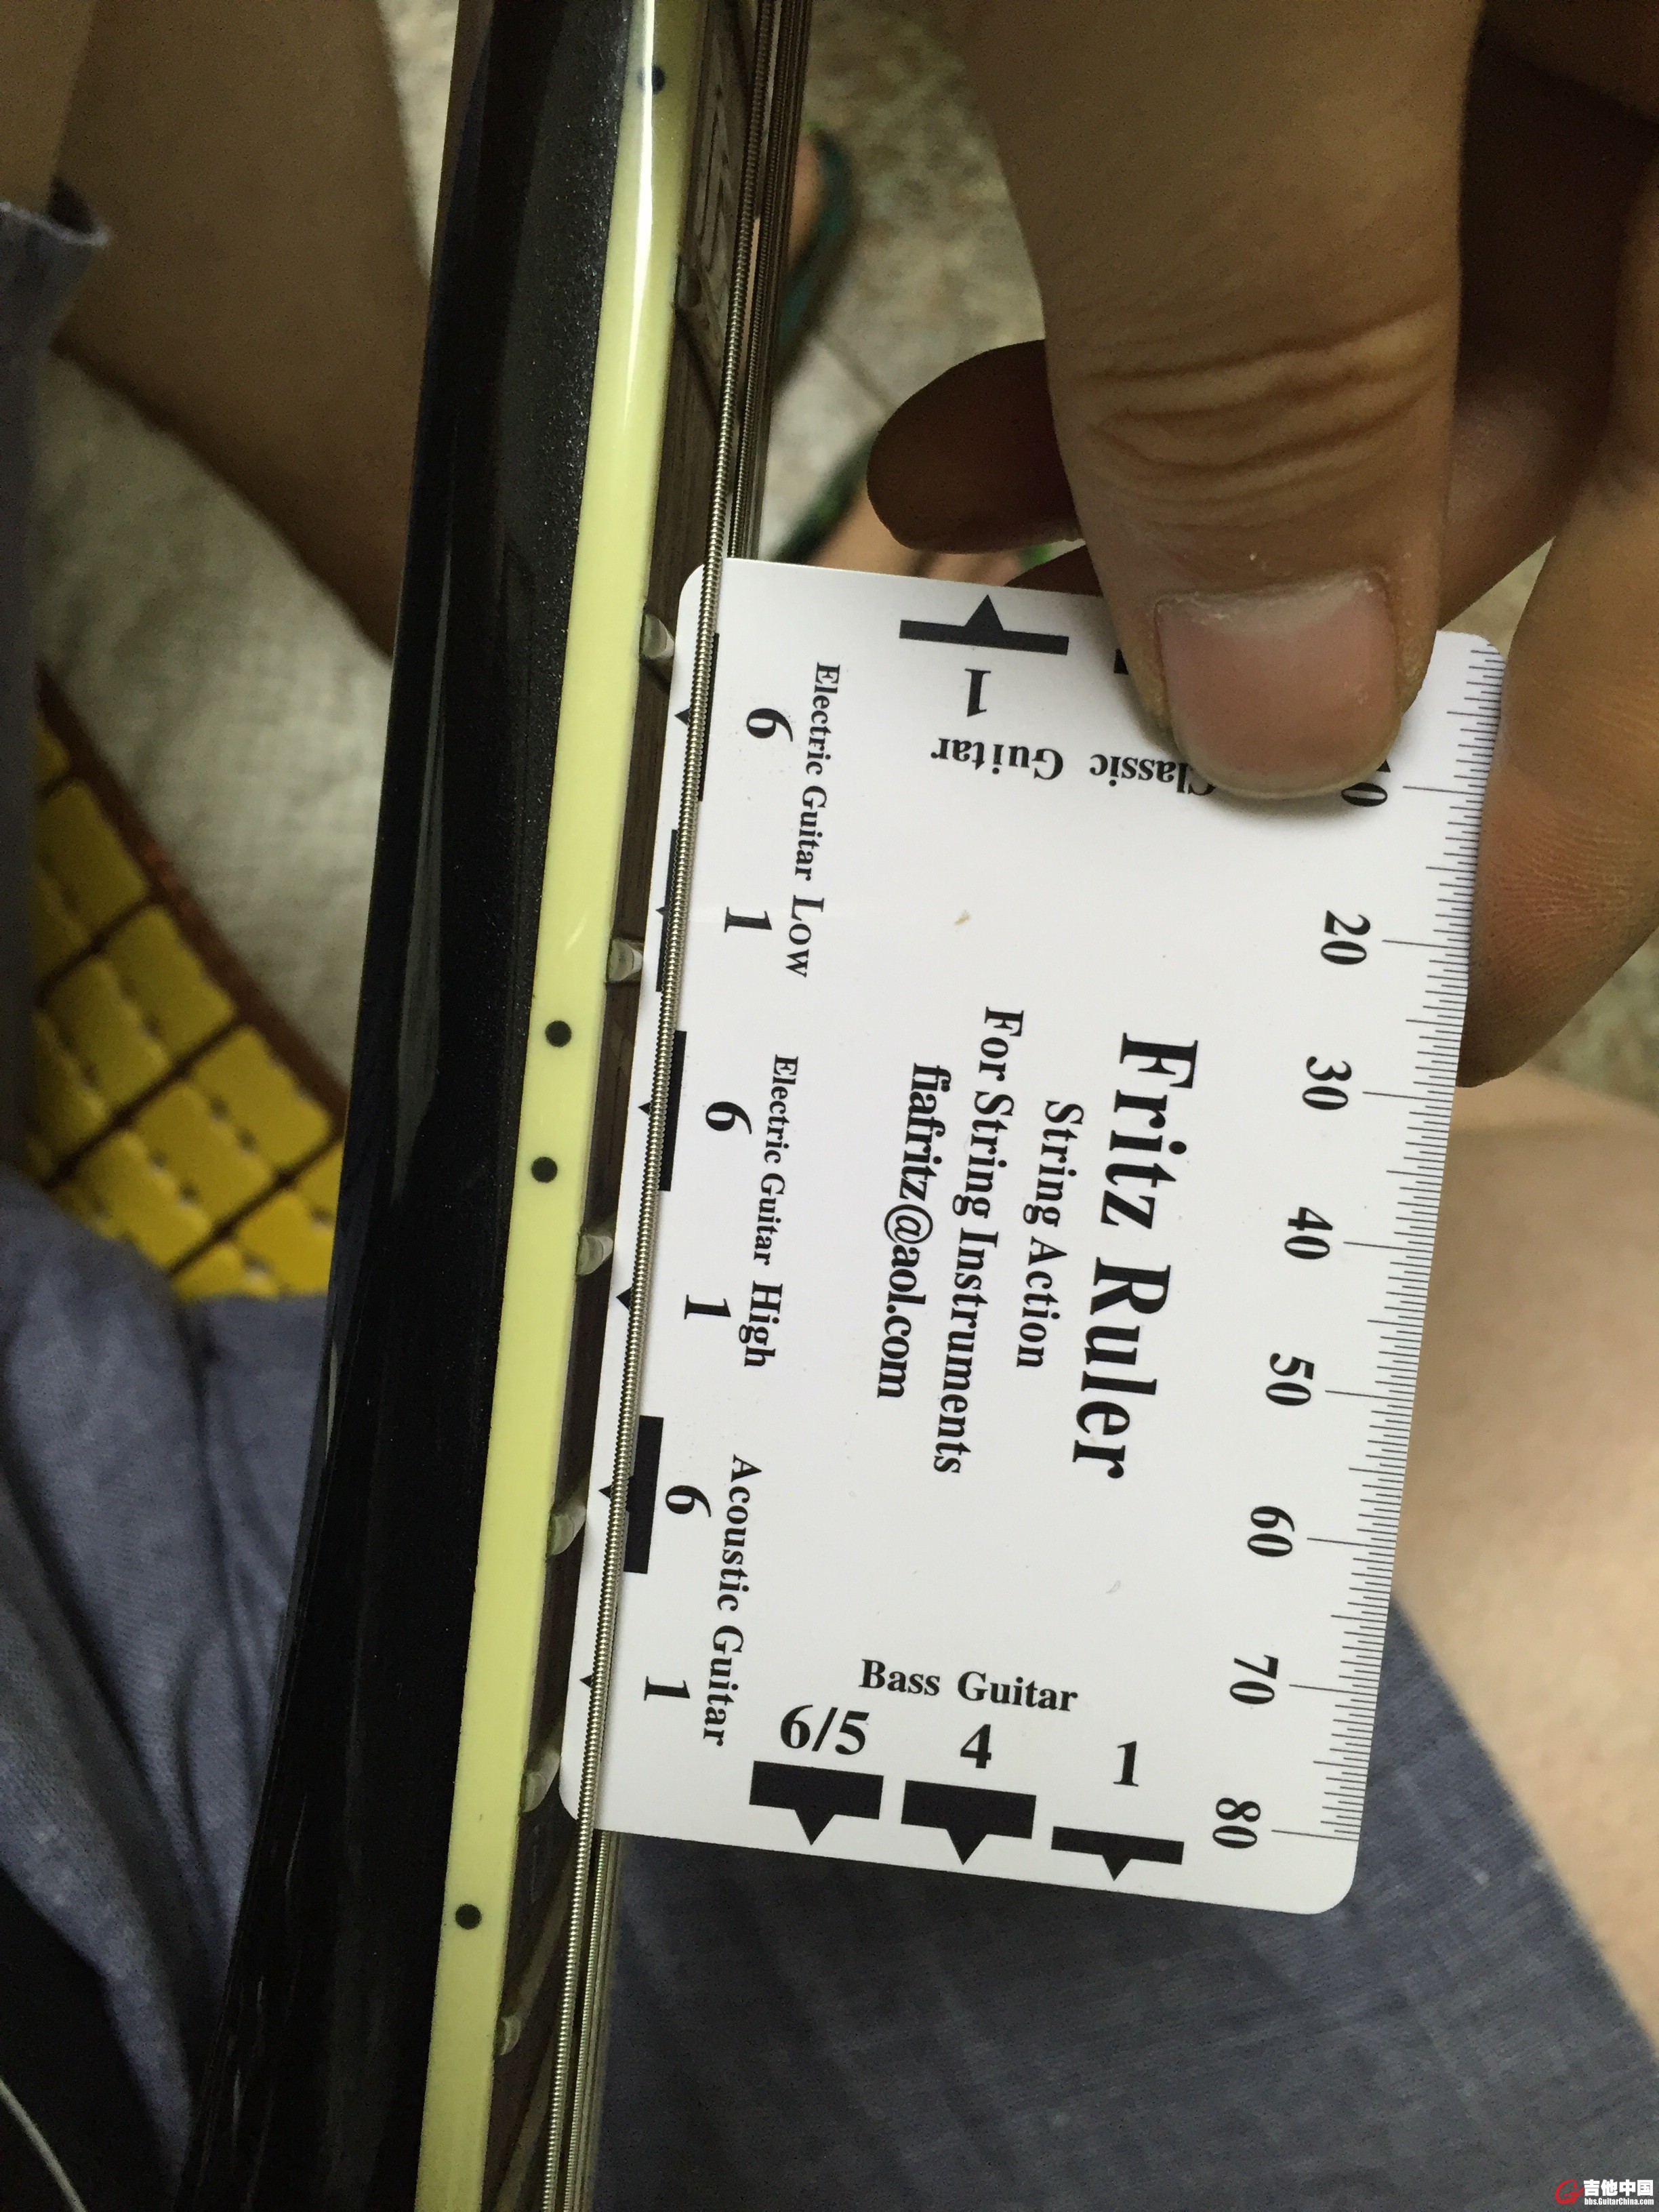 Fritz Ruler
String Action
For String Instruments
fiafritz@aol.com
20 30 40 50 60 70 80
Classic Guitar
1
Electric Guitar Low
6 1
Electric Guitar High
6 1
Acoustic Guitar
6 1
Bass Guitar
6/5 4 1
吉他中国
bbs.GuitarChina.com